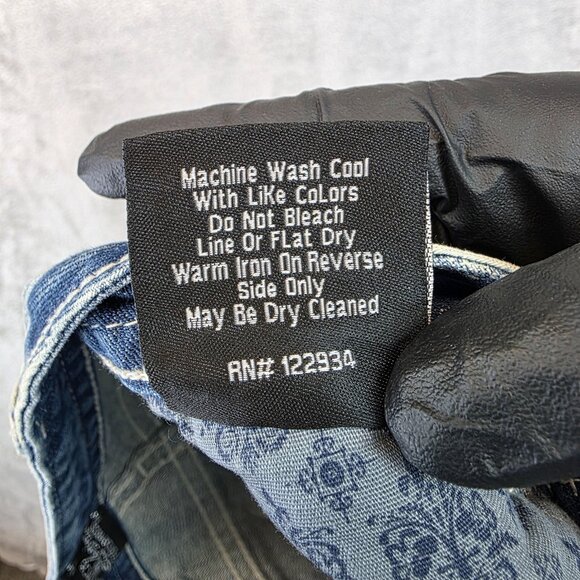 Machine Wash Cool
With Like Colors
Do Not Bleach
Line Or Flat Dry
Warm Iron On Reverse
Side Only
May Be Dry Cleaned
RN# 122934